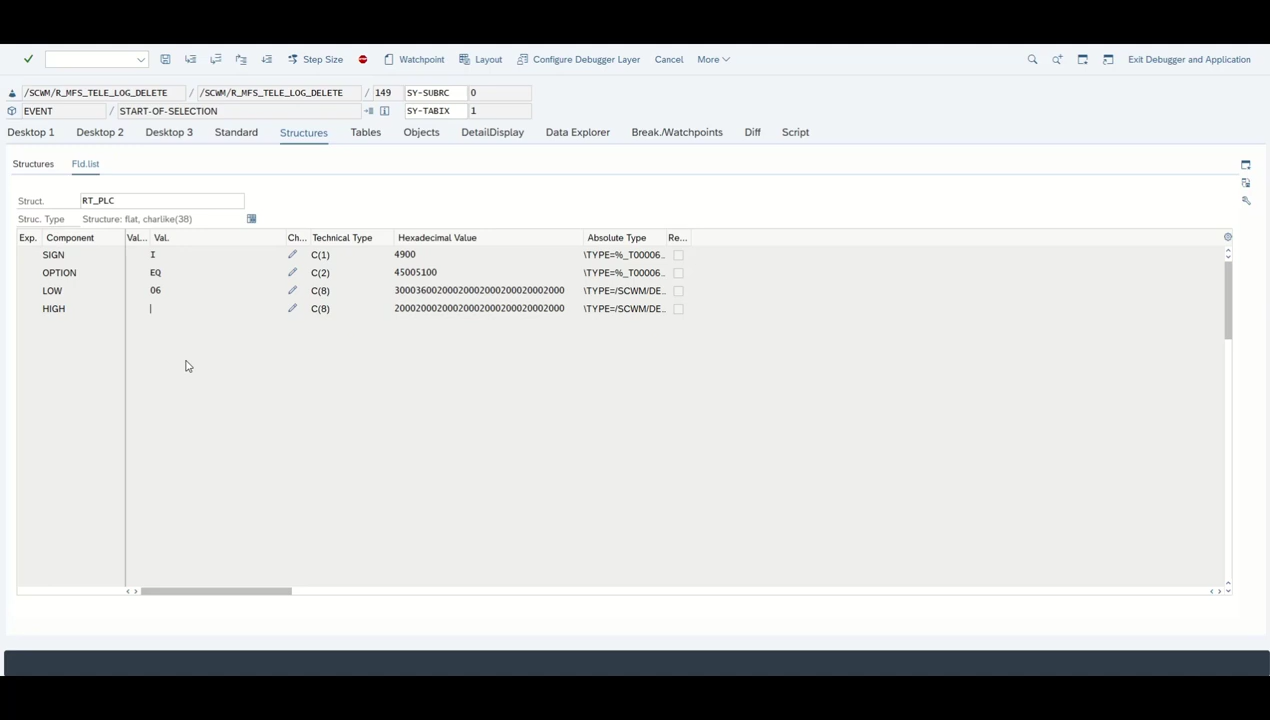 Step Size Watchpoint Layout Configure Debugger Layer Cancel More Exit Debugger and Application
/SCWM/R_MFS_TELE_LOG_DELETE / /SCWM/R_MFS_TELE_LOG_DELETE / 149 SY-SUBRC 0
EVENT / START-OF-SELECTION SY-TABIX 1
Desktop 1 Desktop 2 Desktop 3 Standard Structures Tables Objects DetailDisplay Data Explorer Break./Watchpoints Diff Script
Structures Fld.list
Struct. RT_PLC
Struc. Type Structure: flat, charlike(38)
Exp. Component Val... Val. Ch... Technical Type Hexadecimal Value Absolute Type Re...
SIGN I C(1) 4900 \TYPE=%_T00006..
OPTION EQ C(2) 45005100 \TYPE=%_T00006..
LOW 06 C(8) 30003600200020002000200020002000 \TYPE=/SCWM/DE..
HIGH C(8) 20002000200020002000200020002000 \TYPE=/SCWM/DE..